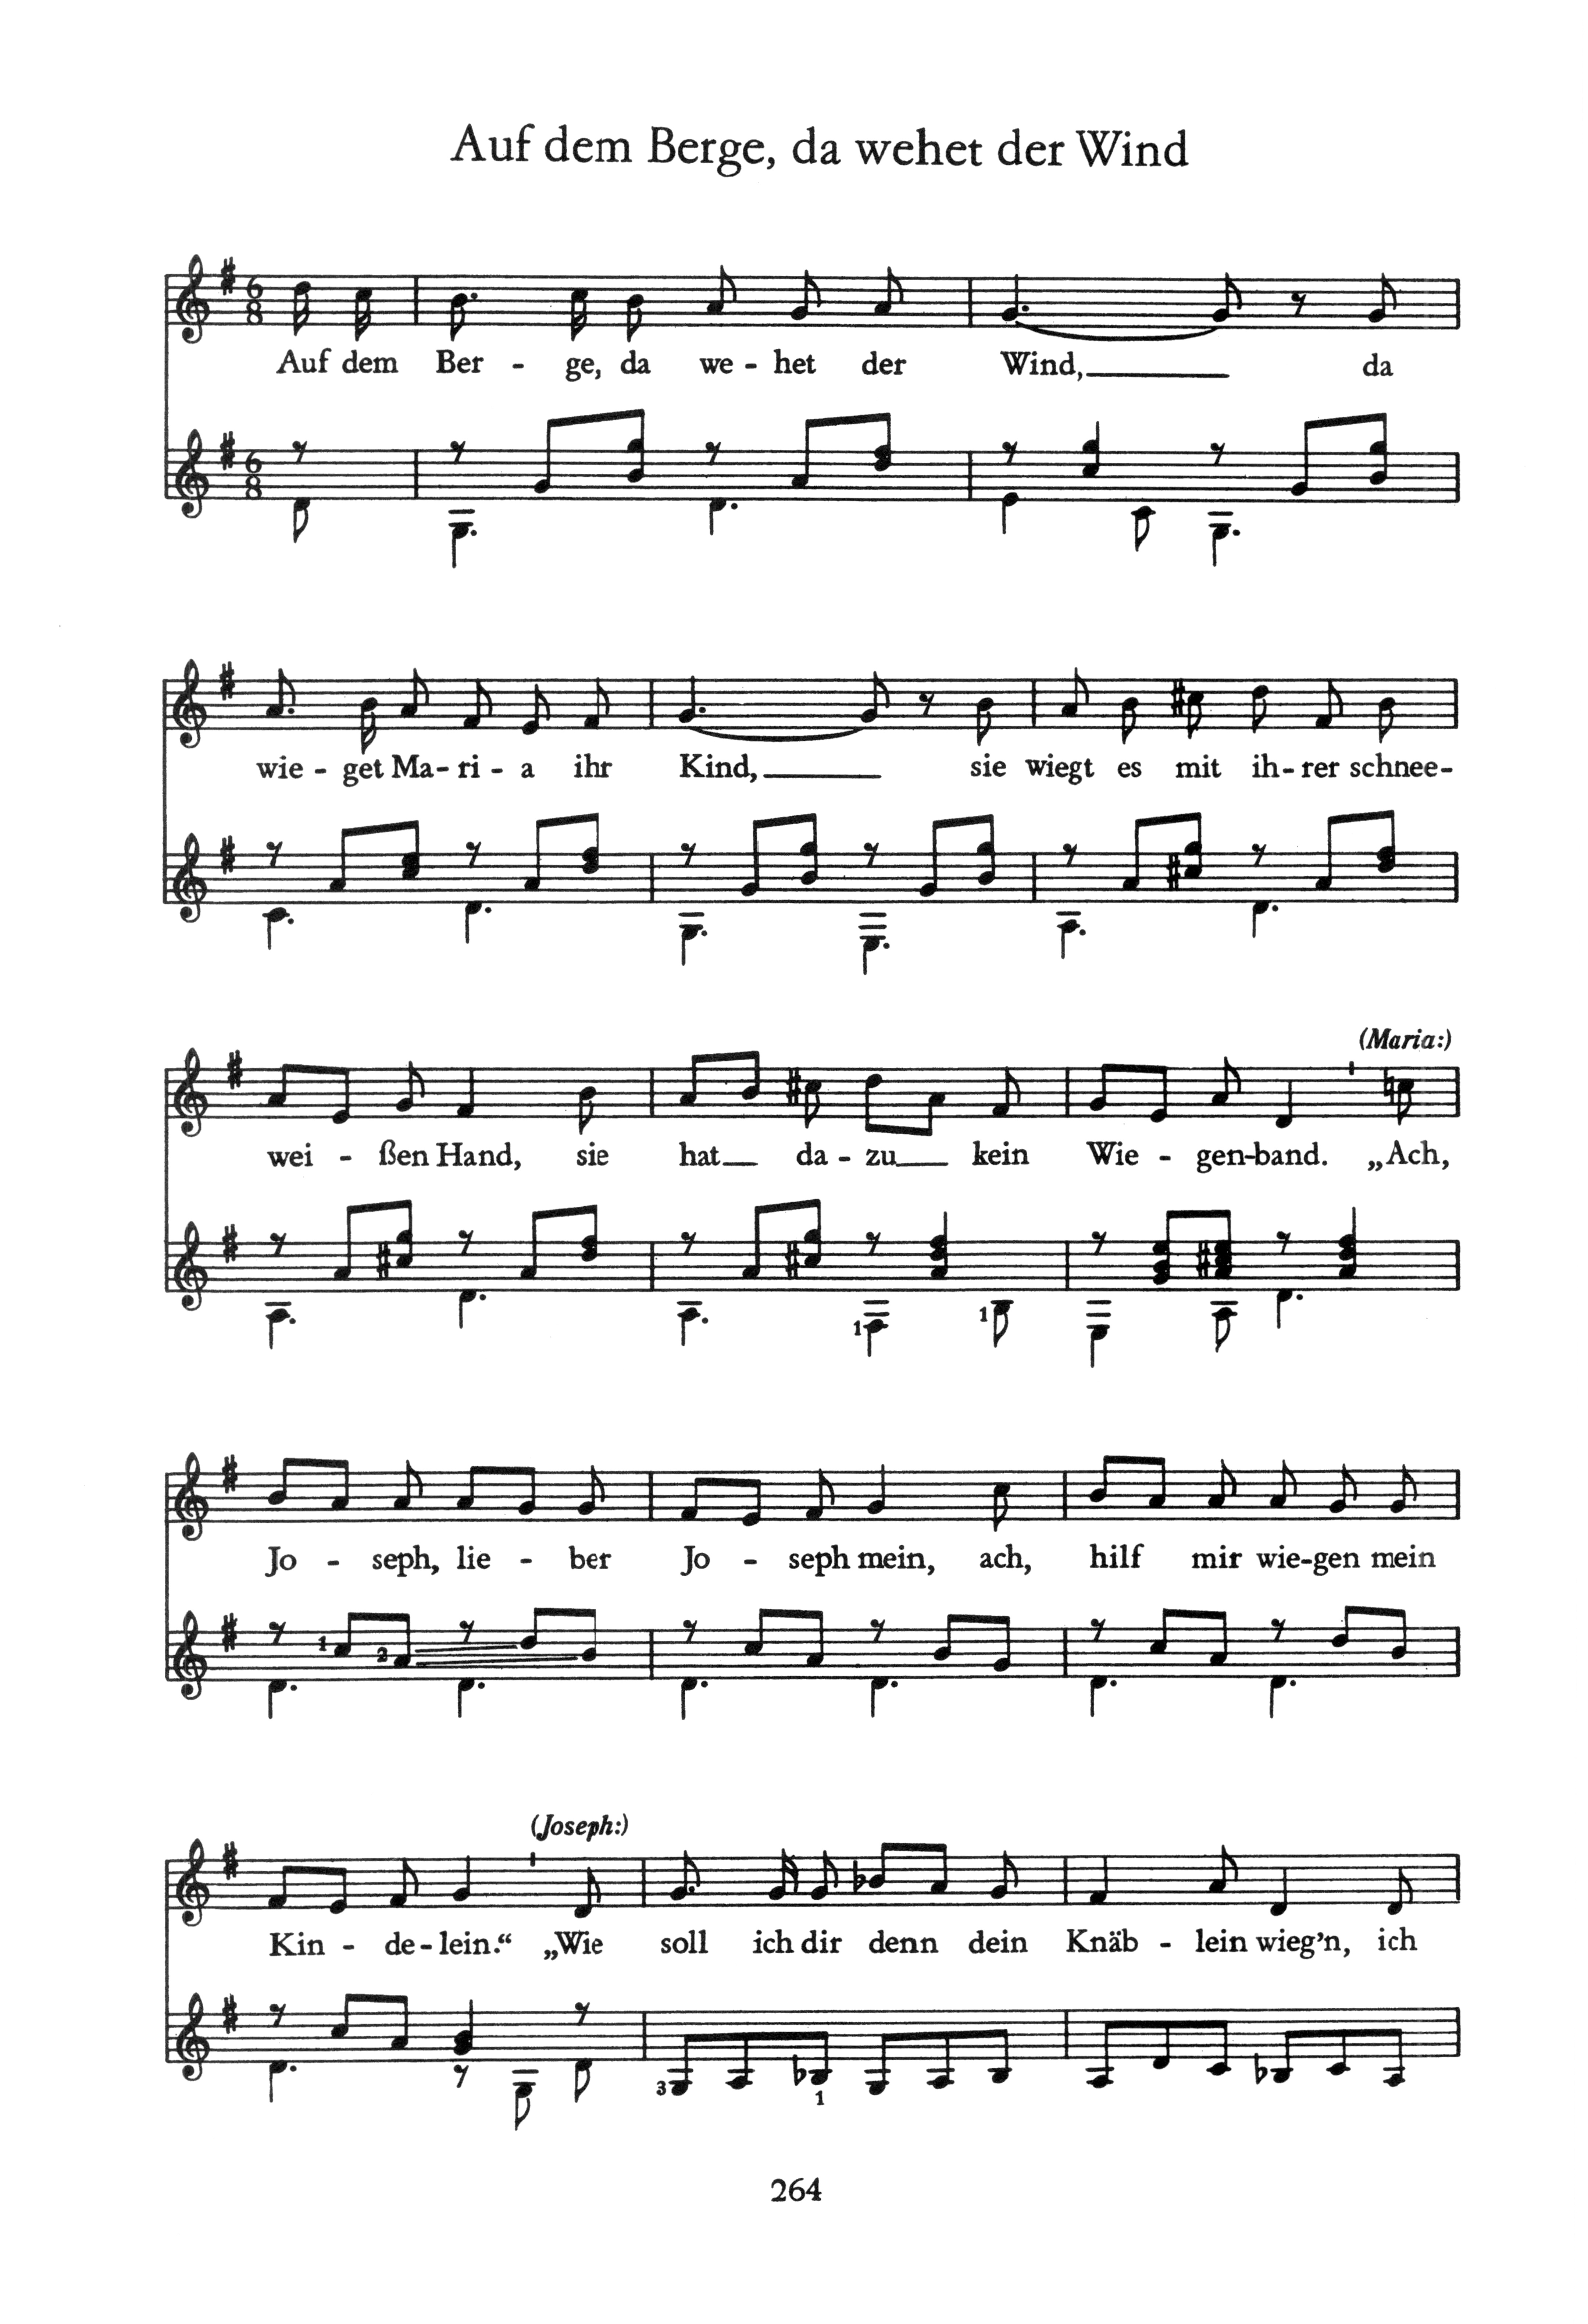 Auf dem Berge, da wehet der Wind
6
8
Auf dem Ber - ge, da we - het der Wind, da
6
8
wie - get Ma - ri - a ihr Kind, sie wiegt es mit ih - rer schnee-
(Maria:)
wei - ßen Hand, sie hat da - zu kein Wie - gen-band. „Ach,
1 1
Jo - seph, lie - ber Jo - seph mein, ach, hilf mir wie-gen mein
1 2
(Joseph:)
Kin - de - lein.“ „Wie soll ich dir denn dein Knäb - lein wieg’n, ich
3 1
264